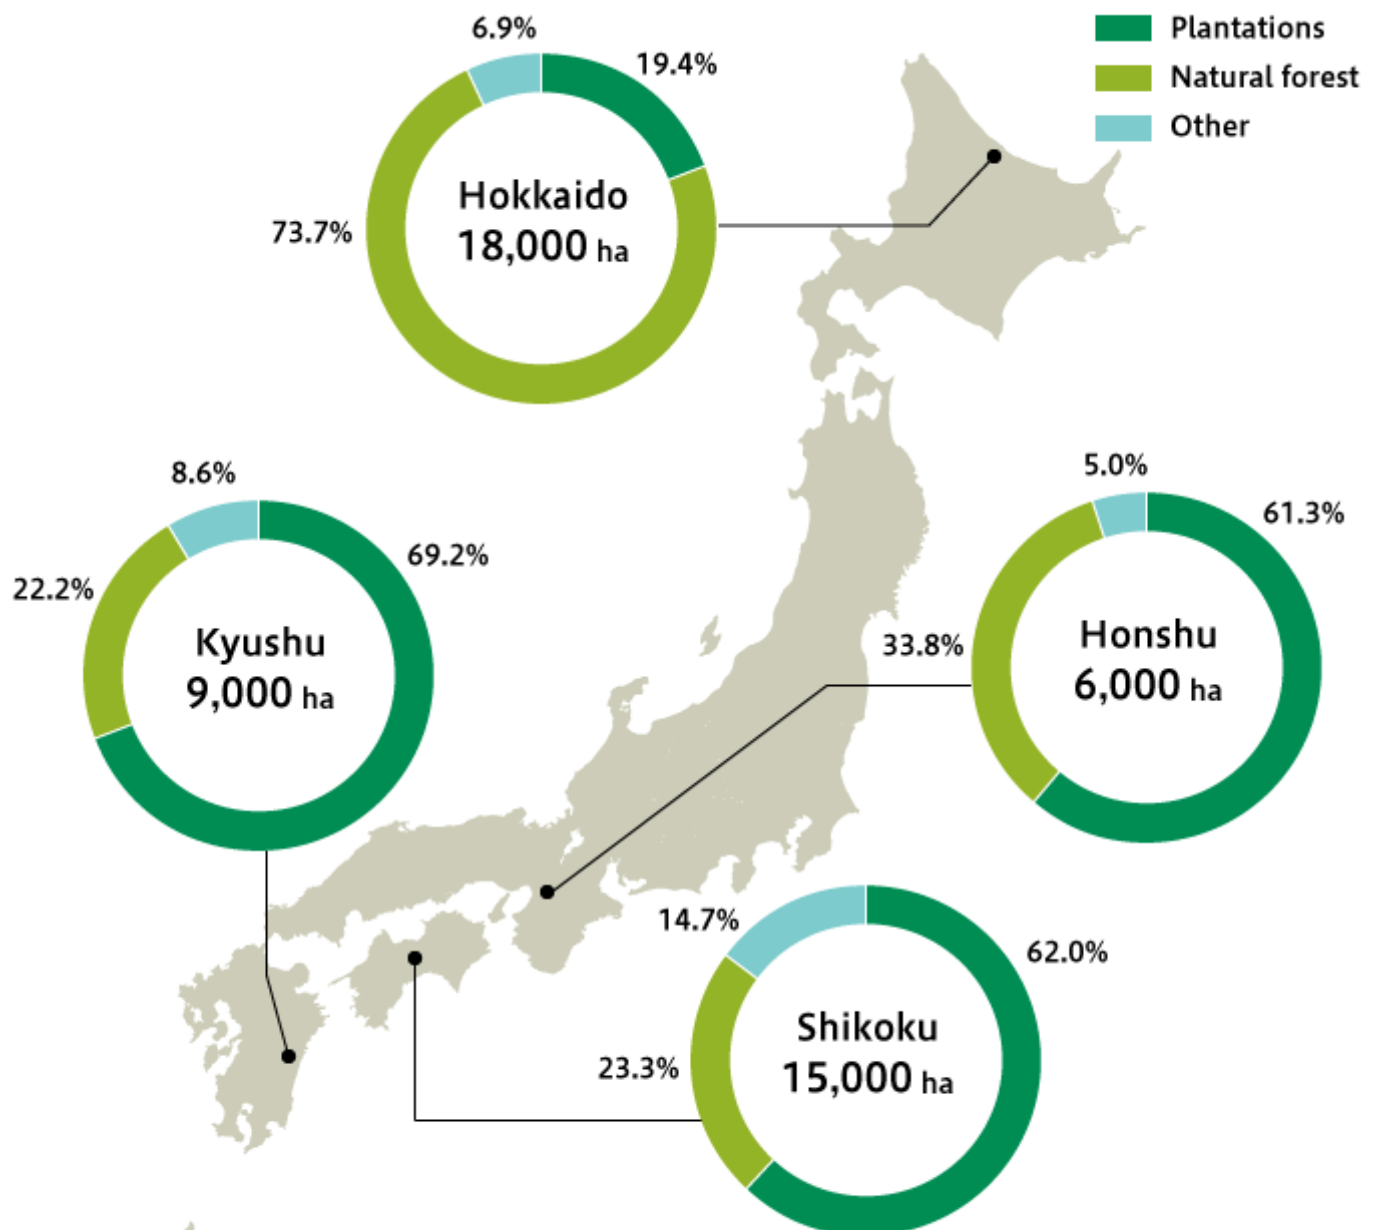 Plantations
Natural forest
Other
6.9%
19.4%
73.7%
Hokkaido
18,000 ha
8.6%
69.2%
22.2%
Kyushu
9,000 ha
5.0%
61.3%
33.8%
Honshu
6,000 ha
14.7%
62.0%
23.3%
Shikoku
15,000 ha